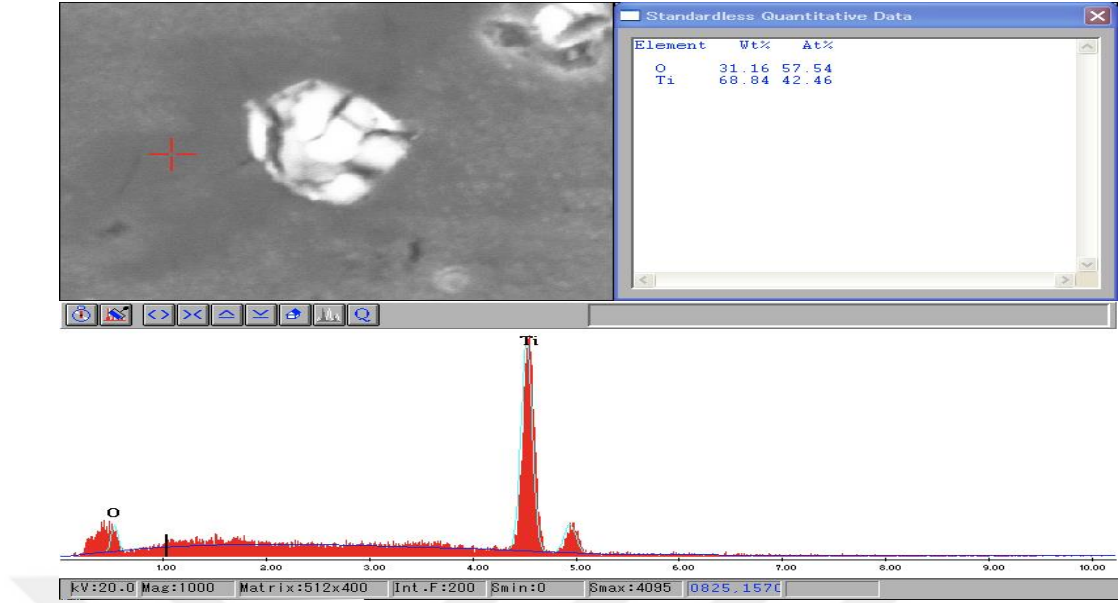 Standardless Quantitative Data
Element Wt% At%
O 31.16 57.54
Ti 68.84 42.46
Q
Ti
O
1.00 2.00 3.00 4.00 5.00 6.00 7.00 8.00 9.00 10.00
kV:20.0 Mag:1000 Matrix:512x400 Int.F:200 Smin:0 Smax:4095 0825,1570